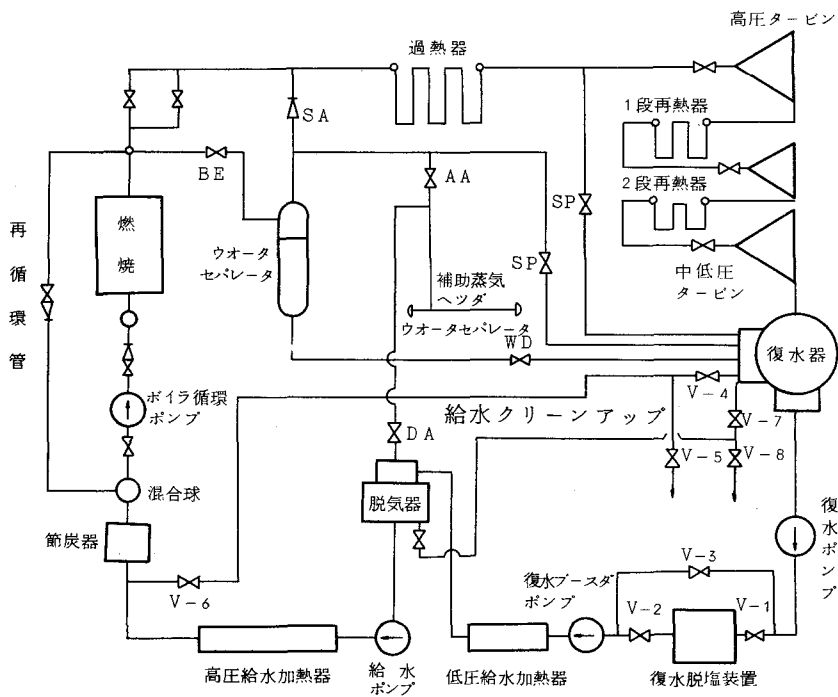 高圧タービン
過熱器
1段再熱器
SA
BE
AA
2段再熱器
SP
再循環管
燃焼
ウオータ
セパレータ
SP
中低圧
タービン
補助蒸気
ヘツダ
ウオータセパレータ
WD
復水器
ボイラ循環
ポンプ
給水クリーンアップ
V-4
V-7
DA
V-5
V-8
混合球
脱気器
節炭器
復水ポンプ
V-3
V-6
復水ブースタ
ポンプ
V-2
V-1
高圧給水加熱器
給水
ポンプ
低圧給水加熱器
復水脱塩装置